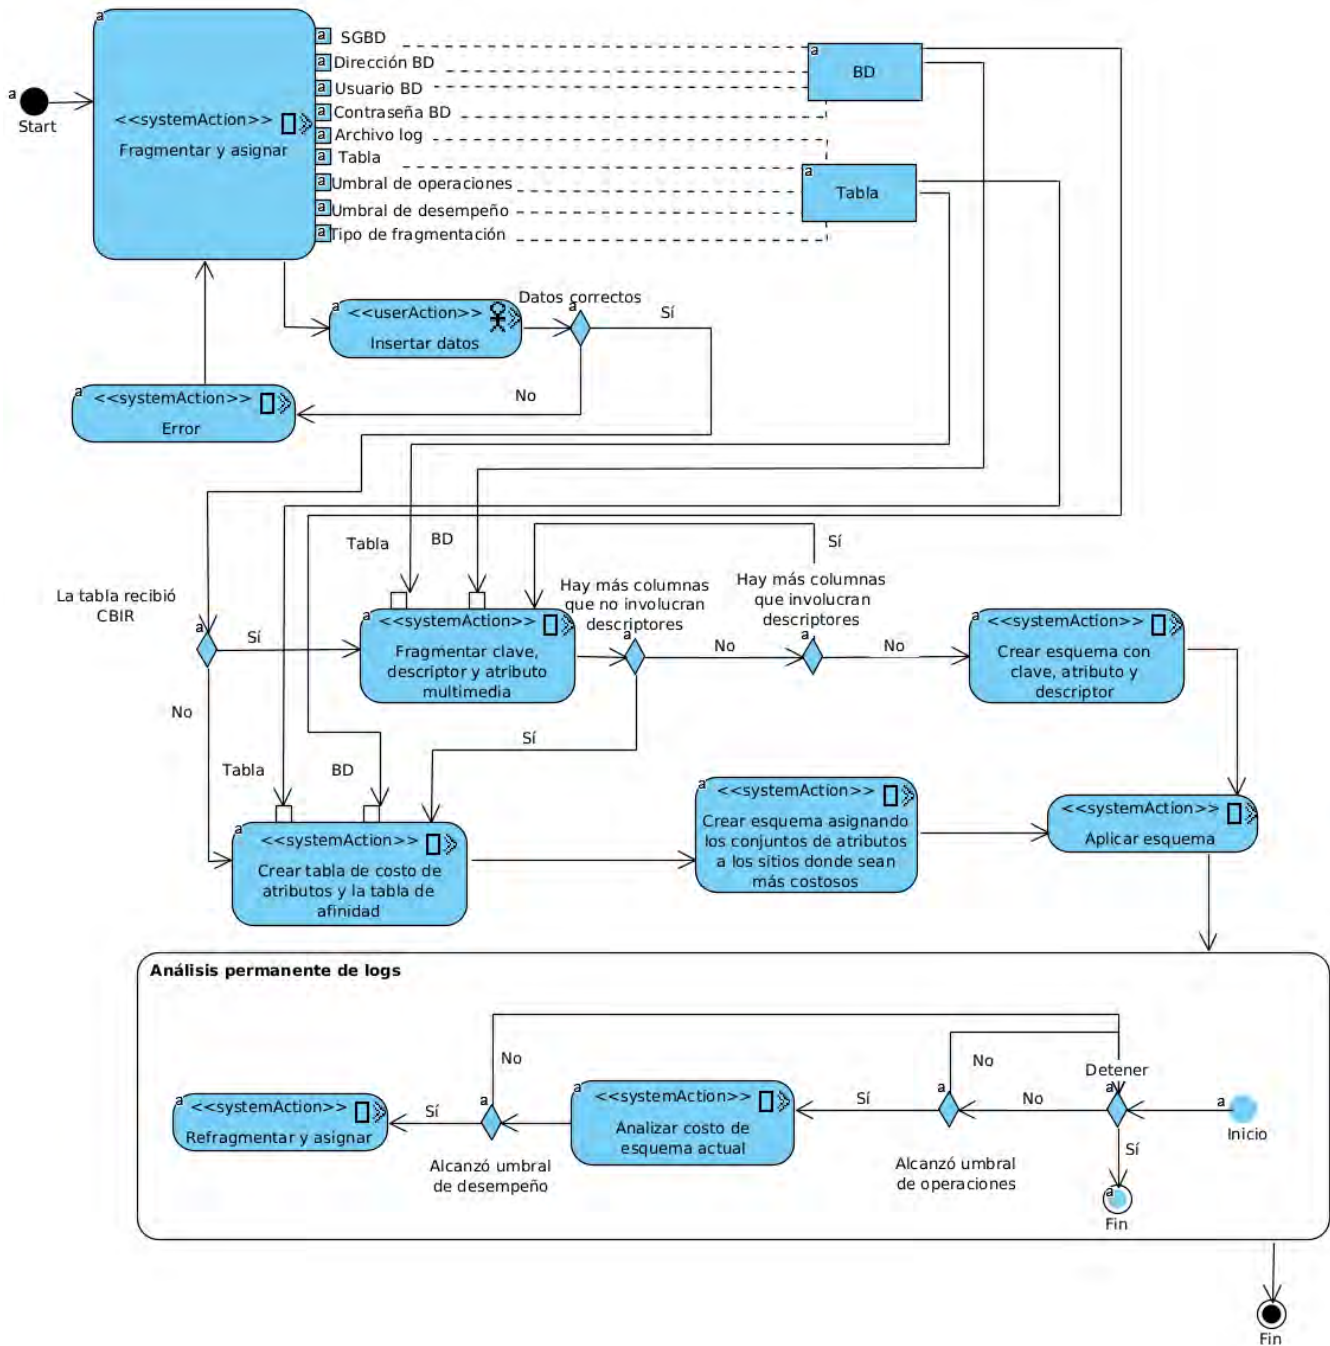 a
a
Start
<<systemAction>>
Fragmentar y asignar
a SGBD
a Dirección BD
a Usuario BD
a Contraseña BD
a Archivo log
a Tabla
a Umbral de operaciones
a Umbral de desempeño
a Tipo de fragmentación
a
BD
a
Tabla
a
<<userAction>>
Insertar datos
Datos correctos
a
Sí
No
a
<<systemAction>>
Error
La tabla recibió
CBIR
a
Sí
No
Tabla
BD
a
<<systemAction>>
Fragmentar clave,
descriptor y atributo
multimedia
Hay más columnas
que no involucran
descriptores
a
No
Sí
Hay más columnas
que involucran
descriptores
a
Sí
No
a
<<systemAction>>
Crear esquema con
clave, atributo y
descriptor
Tabla
BD
a
<<systemAction>>
Crear tabla de costo de
atributos y la tabla de
afinidad
a
<<systemAction>>
Crear esquema asignando
los conjuntos de atributos
a los sitios donde sean
más costosos
a
<<systemAction>>
Aplicar esquema
Análisis permanente de logs
a
<<systemAction>>
Refragmentar y asignar
Sí
a
No
Alcanzó umbral
de desempeño
a
<<systemAction>>
Analizar costo de
esquema actual
Sí
a
No
Alcanzó umbral
de operaciones
No
Detener
a
Sí
a
Inicio
a
Fin
Fin